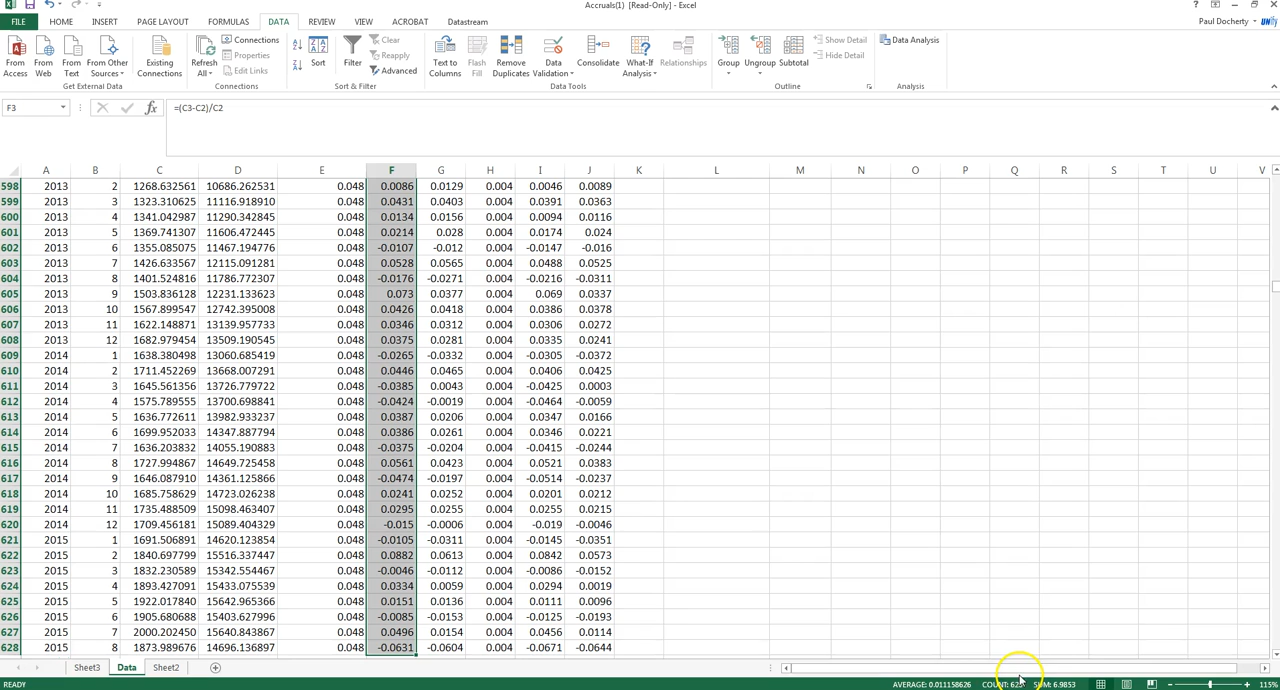 Accruals(1) [Read-Only] - Excel
FILE HOME INSERT PAGE LAYOUT FORMULAS DATA REVIEW VIEW ACROBAT Datastream Paul Docherty
From Access From Web From Text From Other Sources Existing Connections Refresh All Connections Properties Edit Links Sort Filter Clear Reapply Advanced Text to Columns Flash Fill Remove Duplicates Data Validation Consolidate What-If Analysis Relationships Group Ungroup Subtotal Show Detail Hide Detail Data Analysis
Get External Data Connections Sort & Filter Data Tools Outline Analysis
F3 fx =(C3-C2)/C2
A B C D E F G H I J K L M N O P Q R S T U V
598 2013 2 1268.632561 10686.262531 0.048 0.0086 0.0129 0.004 0.0046 0.0089
599 2013 3 1323.310625 11116.918910 0.048 0.0431 0.0403 0.004 0.0391 0.0363
600 2013 4 1341.042987 11290.342845 0.048 0.0134 0.0156 0.004 0.0094 0.0116
601 2013 5 1369.741307 11606.472445 0.048 0.0214 0.028 0.004 0.0174 0.024
602 2013 6 1355.085075 11467.194776 0.048 -0.0107 -0.012 0.004 -0.0147 -0.016
603 2013 7 1426.633567 12115.091281 0.048 0.0528 0.0565 0.004 0.0488 0.0525
604 2013 8 1401.524816 11786.772307 0.048 -0.0176 -0.0271 0.004 -0.0216 -0.0311
605 2013 9 1503.836128 12231.133623 0.048 0.073 0.0377 0.004 0.069 0.0337
606 2013 10 1567.899547 12742.395008 0.048 0.0426 0.0418 0.004 0.0386 0.0378
607 2013 11 1622.148871 13139.957733 0.048 0.0346 0.0312 0.004 0.0306 0.0272
608 2013 12 1682.979454 13509.190545 0.048 0.0375 0.0281 0.004 0.0335 0.0241
609 2014 1 1638.380498 13060.685419 0.048 -0.0265 -0.0332 0.004 -0.0305 -0.0372
610 2014 2 1711.452269 13668.007291 0.048 0.0446 0.0465 0.004 0.0406 0.0425
611 2014 3 1645.561356 13726.779722 0.048 -0.0385 0.0043 0.004 -0.0425 0.0003
612 2014 4 1575.789555 13700.698841 0.048 -0.0424 -0.0019 0.004 -0.0464 -0.0059
613 2014 5 1636.772611 13982.933237 0.048 0.0387 0.0206 0.004 0.0347 0.0166
614 2014 6 1699.952033 14347.887794 0.048 0.0386 0.0261 0.004 0.0346 0.0221
615 2014 7 1636.203832 14055.190883 0.048 -0.0375 -0.0204 0.004 -0.0415 -0.0244
616 2014 8 1727.994867 14649.725458 0.048 0.0561 0.0423 0.004 0.0521 0.0383
617 2014 9 1646.087910 14361.125866 0.048 -0.0474 -0.0197 0.004 -0.0514 -0.0237
618 2014 10 1685.758629 14723.026238 0.048 0.0241 0.0252 0.004 0.0201 0.0212
619 2014 11 1735.488509 15098.463407 0.048 0.0295 0.0255 0.004 0.0255 0.0215
620 2014 12 1709.456181 15089.404329 0.048 -0.015 -0.0006 0.004 -0.019 -0.0046
621 2015 1 1691.506891 14620.123854 0.048 -0.0105 -0.0311 0.004 -0.0145 -0.0351
622 2015 2 1840.697799 15516.337447 0.048 0.0882 0.0613 0.004 0.0842 0.0573
623 2015 3 1832.230589 15342.554467 0.048 -0.0046 -0.0112 0.004 -0.0086 -0.0152
624 2015 4 1893.427091 15433.075539 0.048 0.0334 0.0059 0.004 0.0294 0.0019
625 2015 5 1922.017840 15642.965366 0.048 0.0151 0.0136 0.004 0.0111 0.0096
626 2015 6 1905.680688 15403.627996 0.048 -0.0085 -0.0153 0.004 -0.0125 -0.0193
627 2015 7 2000.202450 15640.843867 0.048 0.0496 0.0154 0.004 0.0456 0.0114
628 2015 8 1873.989676 14696.136897 0.048 -0.0631 -0.0604 0.004 -0.0671 -0.0644
Sheet3 Data Sheet2
READY AVERAGE: 0.011158626 COUNT: SUM: 6.9853 115%